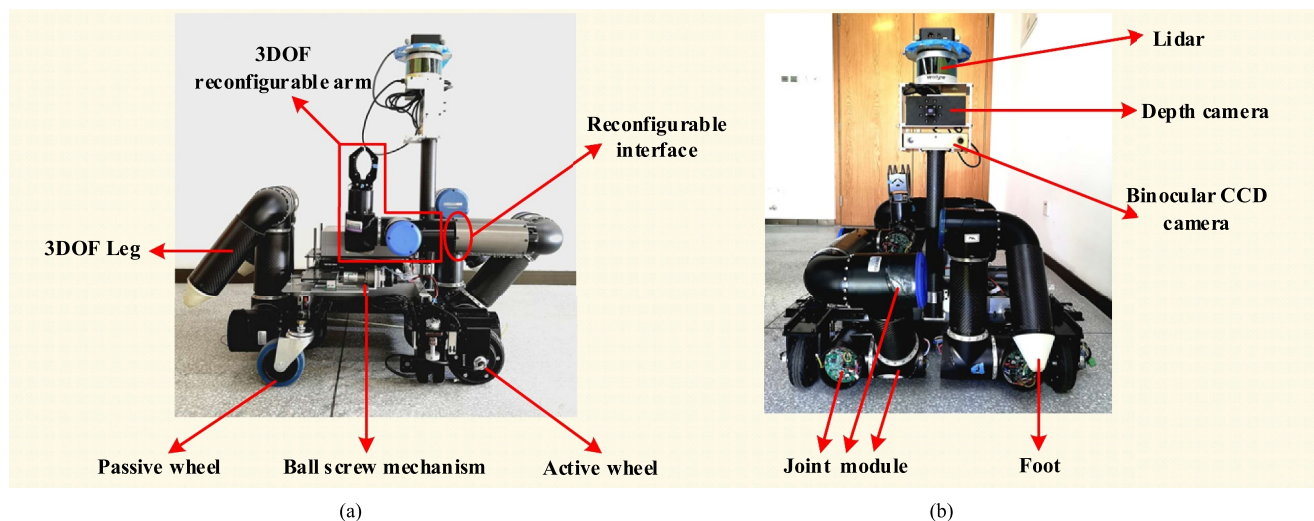 3DOF
reconfigurable arm
Reconfigurable
interface
3DOF Leg
Passive wheel
Ball screw mechanism
Active wheel
(a)
Lidar
Depth camera
Binocular CCD
camera
Joint module
Foot
(b)